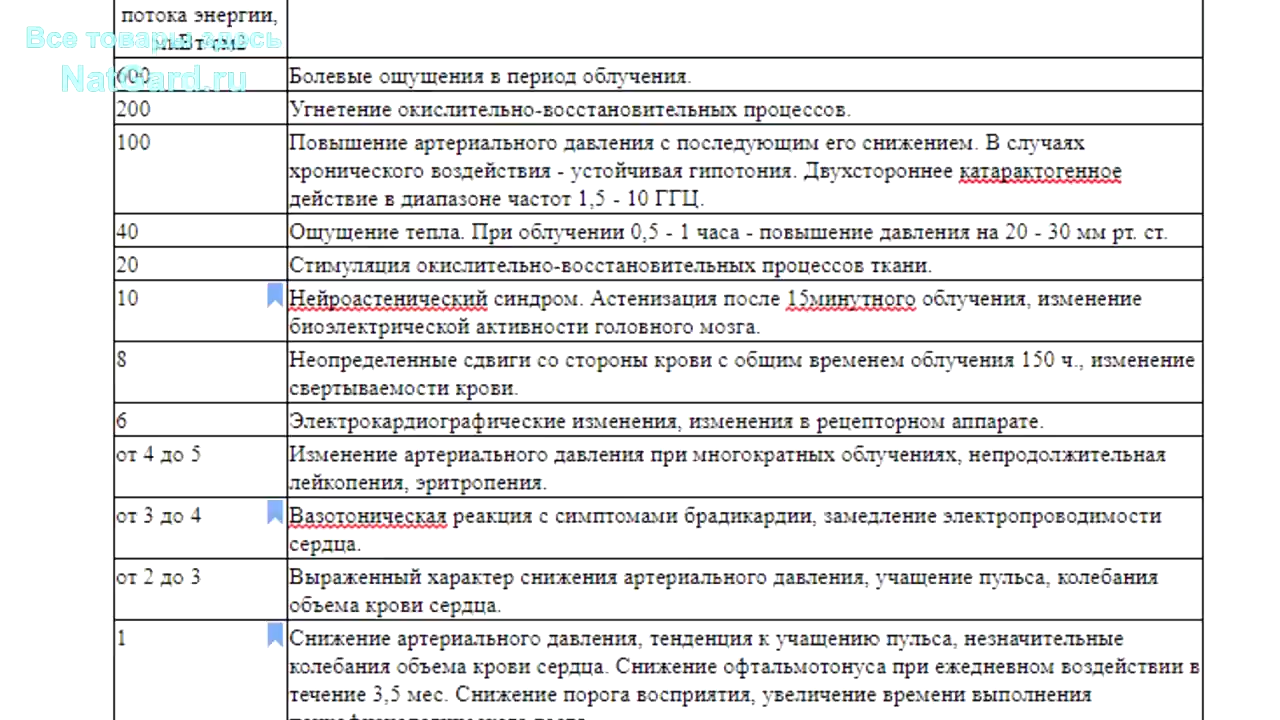 потока энергии,
Все товары здесь
NatGard.ru
600
Болевые ощущения в период облучения.
200
Угнетение окислительно-восстановительных процессов.
100
Повышение артериального давления с последующим его снижением. В случаях
хронического воздействия - устойчивая гипотония. Двухстороннее катарактогенное
действие в диапазоне частот 1,5 - 10 ГГЦ.
40
Ощущение тепла. При облучении 0,5 - 1 часа - повышение давления на 20 - 30 мм рт. ст.
20
Стимуляция окислительно-восстановительных процессов ткани.
10
Нейроастенический синдром. Астенизация после 15минутного облучения, изменение
биоэлектрической активности головного мозга.
8
Неопределенные сдвиги со стороны крови с общим временем облучения 150 ч., изменение
свертываемости крови.
6
Электрокардиографические изменения, изменения в рецепторном аппарате.
от 4 до 5
Изменение артериального давления при многократных облучениях, непродолжительная
лейкопения, эритропения.
от 3 до 4
Вазотоническая реакция с симптомами брадикардии, замедление электропроводимости
сердца.
от 2 до 3
Выраженный характер снижения артериального давления, учащение пульса, колебания
объема крови сердца.
1
Снижение артериального давления, тенденция к учащению пульса, незначительные
колебания объема крови сердца. Снижение офтальмотонуса при ежедневном воздействии в
течение 3,5 мес. Снижение порога восприятия, увеличение времени выполнения